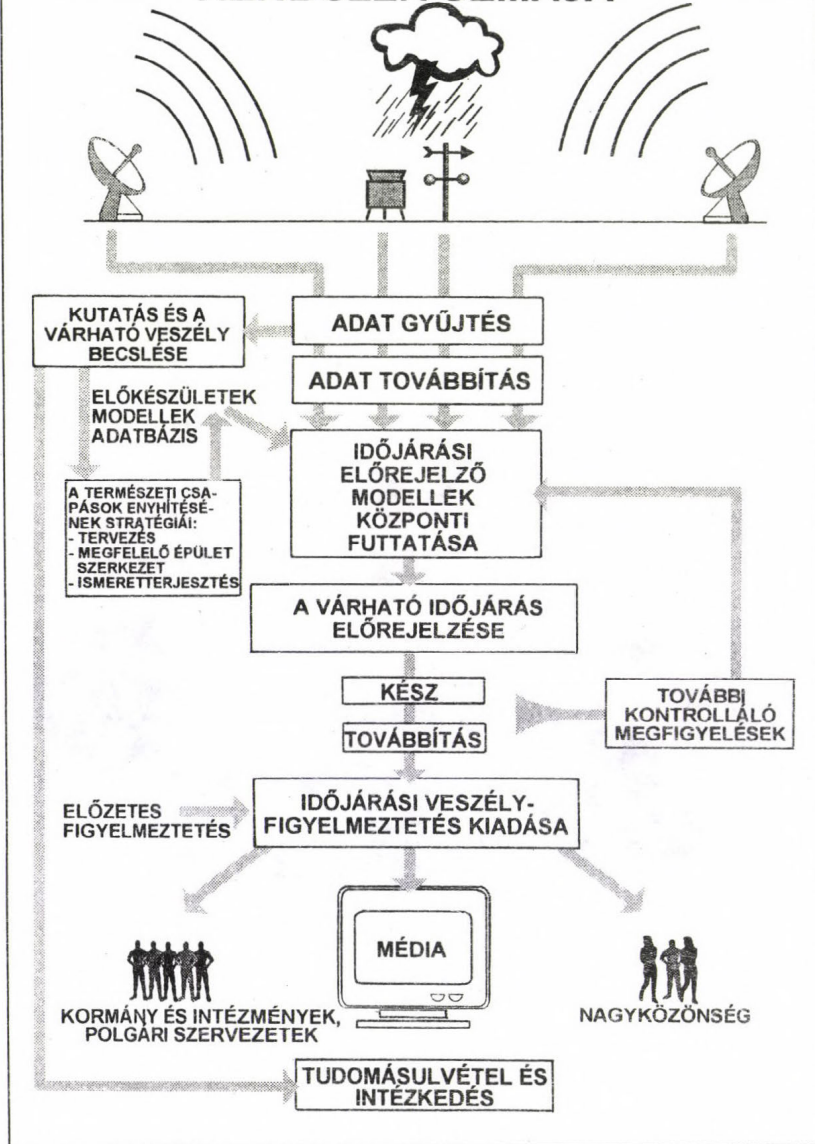 KUTATÁS ÉS A
VÁRHATÓ VESZÉLY
BECSLÉSE
ADAT GYŰJTÉS
ADAT TOVÁBBÍTÁS
ELŐKÉSZÜLETEK
MODELLEK
ADATBÁZIS
IDŐJÁRÁSI
ELŐREJELZŐ
MODELLEK
KÖZPONTI
FUTTATÁSA
A TERMÉSZETI CSA-
PÁSOK ENYHÍTÉSÉ-
NEK STRATÉGIÁI:
- TERVEZÉS
- MEGFELELŐ ÉPÜLET
SZERKEZET
- ISMERETTERJESZTÉS
A VÁRHATÓ IDŐJÁRÁS
ELŐREJELZÉSE
KÉSZ
TOVÁBBÍTÁS
TOVÁBBI
KONTROLLÁLÓ
MEGFIGYELÉSEK
ELŐZETES
FIGYELMEZTETÉS
IDŐJÁRÁSI VESZÉLY-
FIGYELMEZTETÉS KIADÁSA
MÉDIA
KORMÁNY ÉS INTÉZMÉNYEK,
POLGÁRI SZERVEZETEK
NAGYKÖZÖNSÉG
TUDOMÁSULVÉTEL ÉS
INTÉZKEDÉS